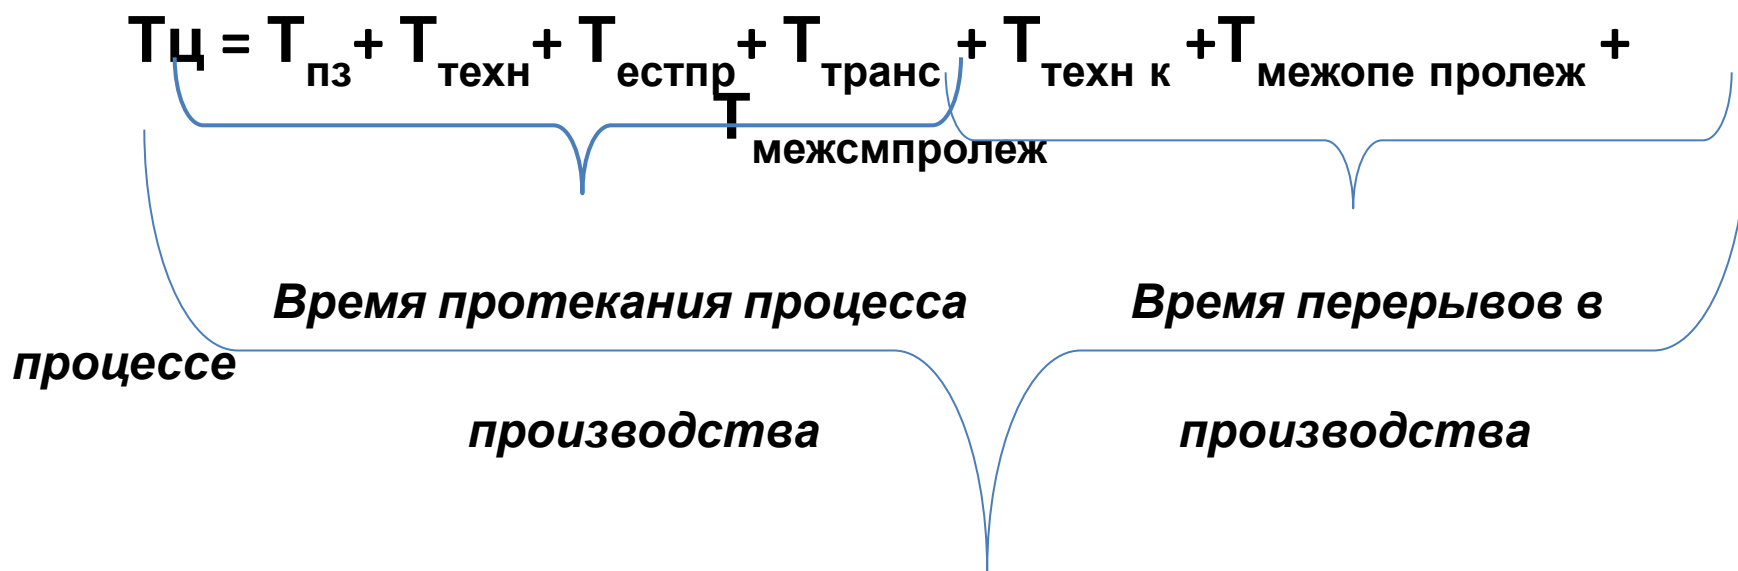 Тц = Тпз+ Ттехн+ Тестпр+ Ттранс + Ттехн к +Тмежопе пролеж +
Тмежсмпролеж
Время протекания процесса Время перерывов в
процессе
производства производства